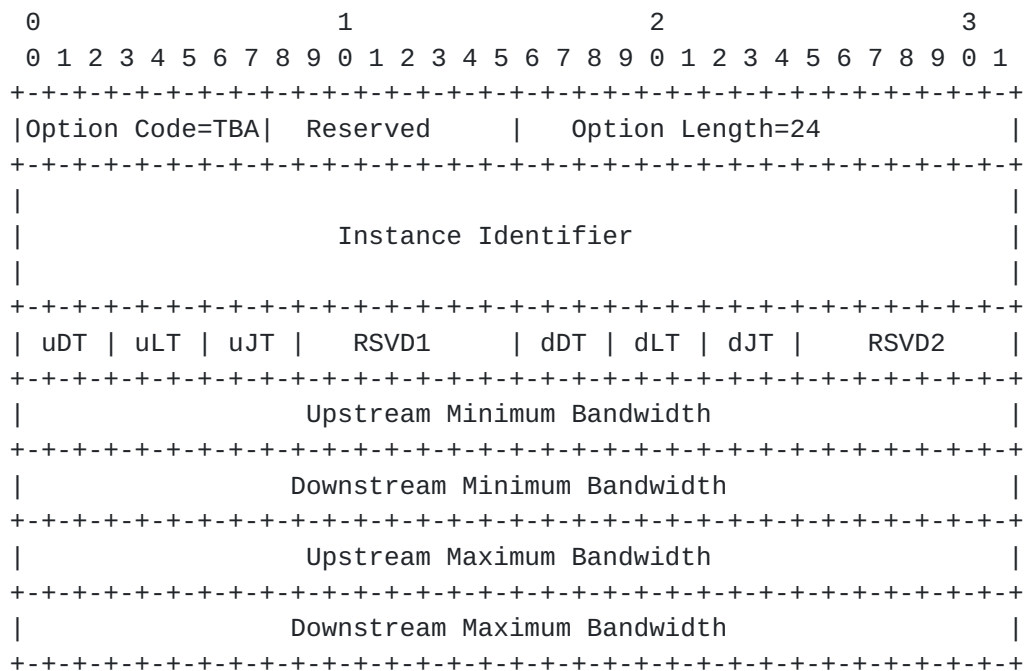 0                   1                   2                   3
 0 1 2 3 4 5 6 7 8 9 0 1 2 3 4 5 6 7 8 9 0 1 2 3 4 5 6 7 8 9 0 1
+-+-+-+-+-+-+-+-+-+-+-+-+-+-+-+-+-+-+-+-+-+-+-+-+-+-+-+-+-+-+-+-+
|Option Code=TBA|  Reserved     |   Option Length=24            |
+-+-+-+-+-+-+-+-+-+-+-+-+-+-+-+-+-+-+-+-+-+-+-+-+-+-+-+-+-+-+-+-+
|                                                               |
|                    Instance Identifier                        |
|                                                               |
+-+-+-+-+-+-+-+-+-+-+-+-+-+-+-+-+-+-+-+-+-+-+-+-+-+-+-+-+-+-+-+-+
| uDT | uLT | uJT |   RSVD1     | dDT | dLT | dJT |    RSVD2    |
+-+-+-+-+-+-+-+-+-+-+-+-+-+-+-+-+-+-+-+-+-+-+-+-+-+-+-+-+-+-+-+-+
|                  Upstream Minimum Bandwidth                   |
+-+-+-+-+-+-+-+-+-+-+-+-+-+-+-+-+-+-+-+-+-+-+-+-+-+-+-+-+-+-+-+-+
|                 Downstream Minimum Bandwidth                  |
+-+-+-+-+-+-+-+-+-+-+-+-+-+-+-+-+-+-+-+-+-+-+-+-+-+-+-+-+-+-+-+-+
|                  Upstream Maximum Bandwidth                   |
+-+-+-+-+-+-+-+-+-+-+-+-+-+-+-+-+-+-+-+-+-+-+-+-+-+-+-+-+-+-+-+-+
|                 Downstream Maximum Bandwidth                  |
+-+-+-+-+-+-+-+-+-+-+-+-+-+-+-+-+-+-+-+-+-+-+-+-+-+-+-+-+-+-+-+-+